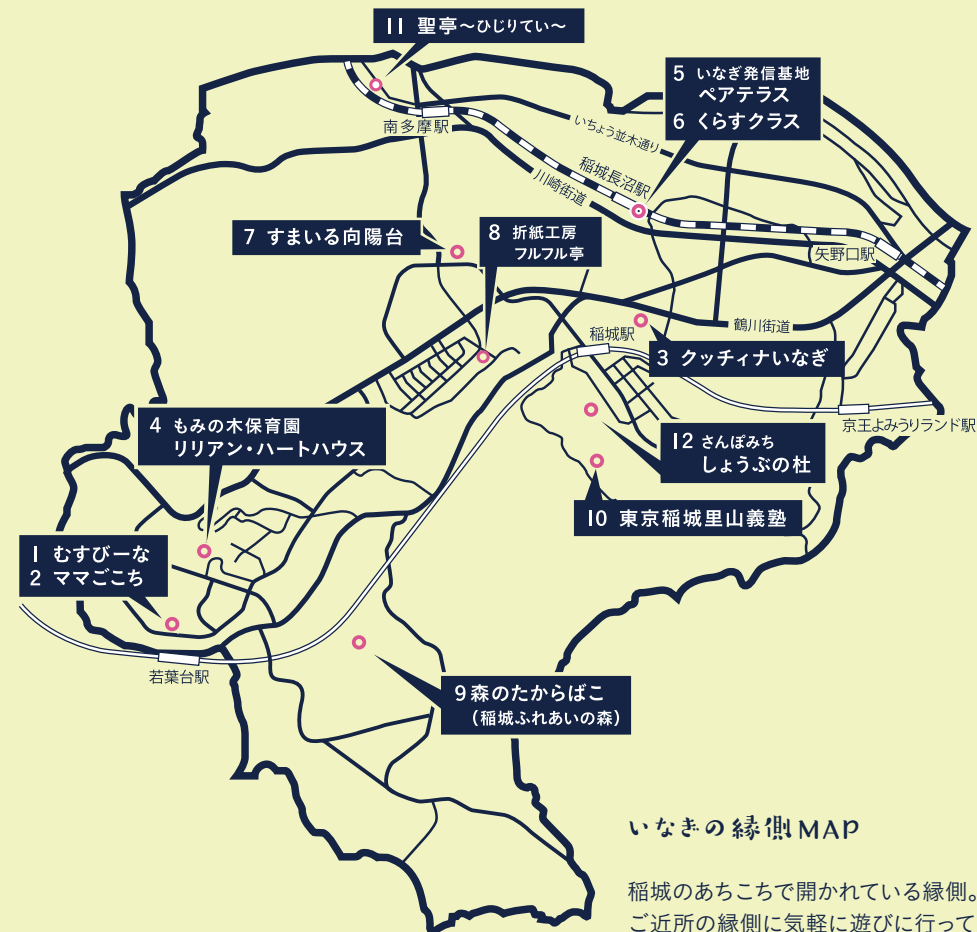 11 聖亭〜ひじりてい〜
5 いなぎ発信基地
ペアテラス
6 くらすクラス
南多摩駅
いちょう並木通り
稲城長沼駅
川崎街道
7 すまいる向陽台
8 折紙工房
フルフル亭
矢野口駅
鶴川街道
稲城駅
3 クッチィナいなぎ
京王よみうりランド駅
4 もみの木保育園
リリアン・ハートハウス
12 さんぽみち
しょうぶの杜
10 東京稲城里山義塾
1 むすびーな
2 ママごこち
若葉台駅
9 森のたからばこ
（稲城ふれあいの森）
いなぎの縁側MAP
稲城のあちこちで開かれている縁側。
ご近所の縁側に気軽に遊びに行って